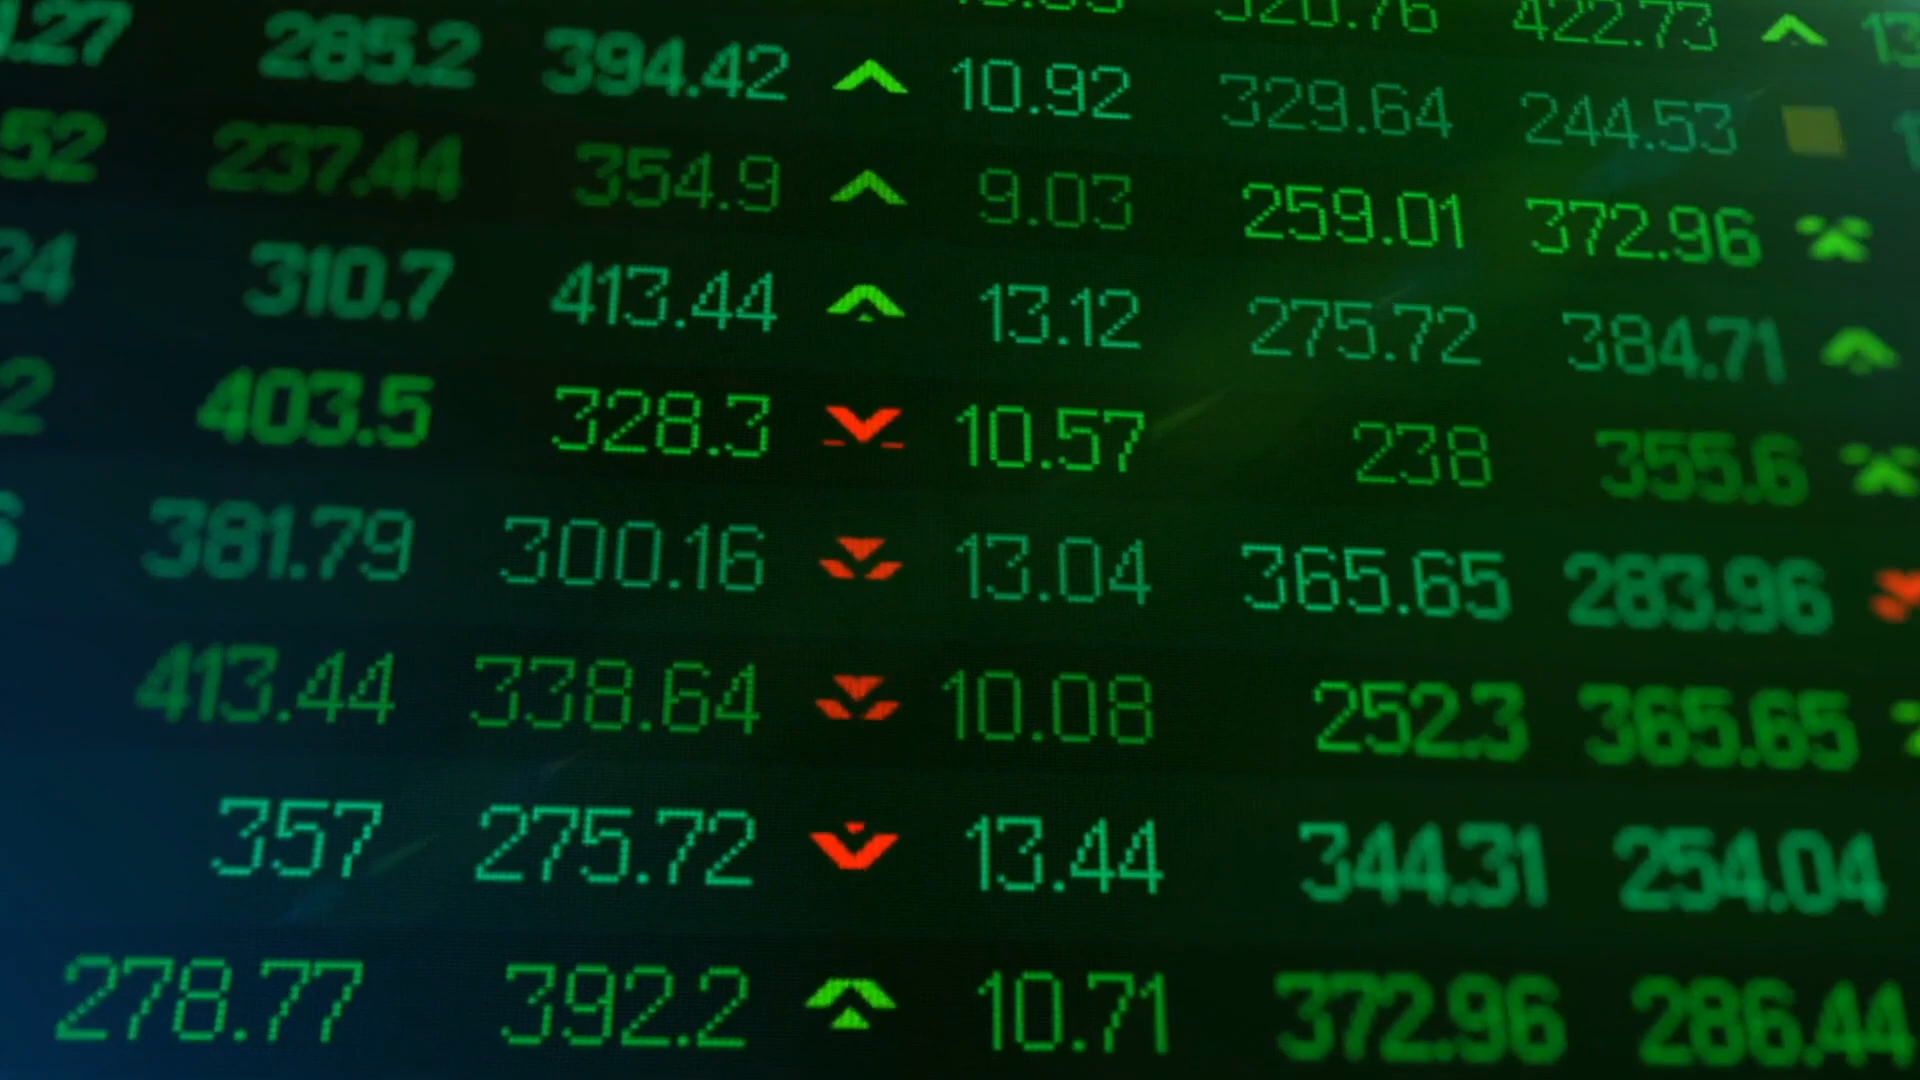 320.76 422.73 13
.27 285.2 394.42 10.92 329.64 244.53
52 237.44 354.9 9.03 259.01 372.96
24 310.7 413.44 13.12 275.72 384.71
2 403.5 328.3 10.57 238 355.6
381.79 300.16 13.04 365.65 283.96
413.44 338.64 10.08 252.3 365.65
357 275.72 13.44 344.31 254.04
278.77 392.2 10.71 372.96 286.44